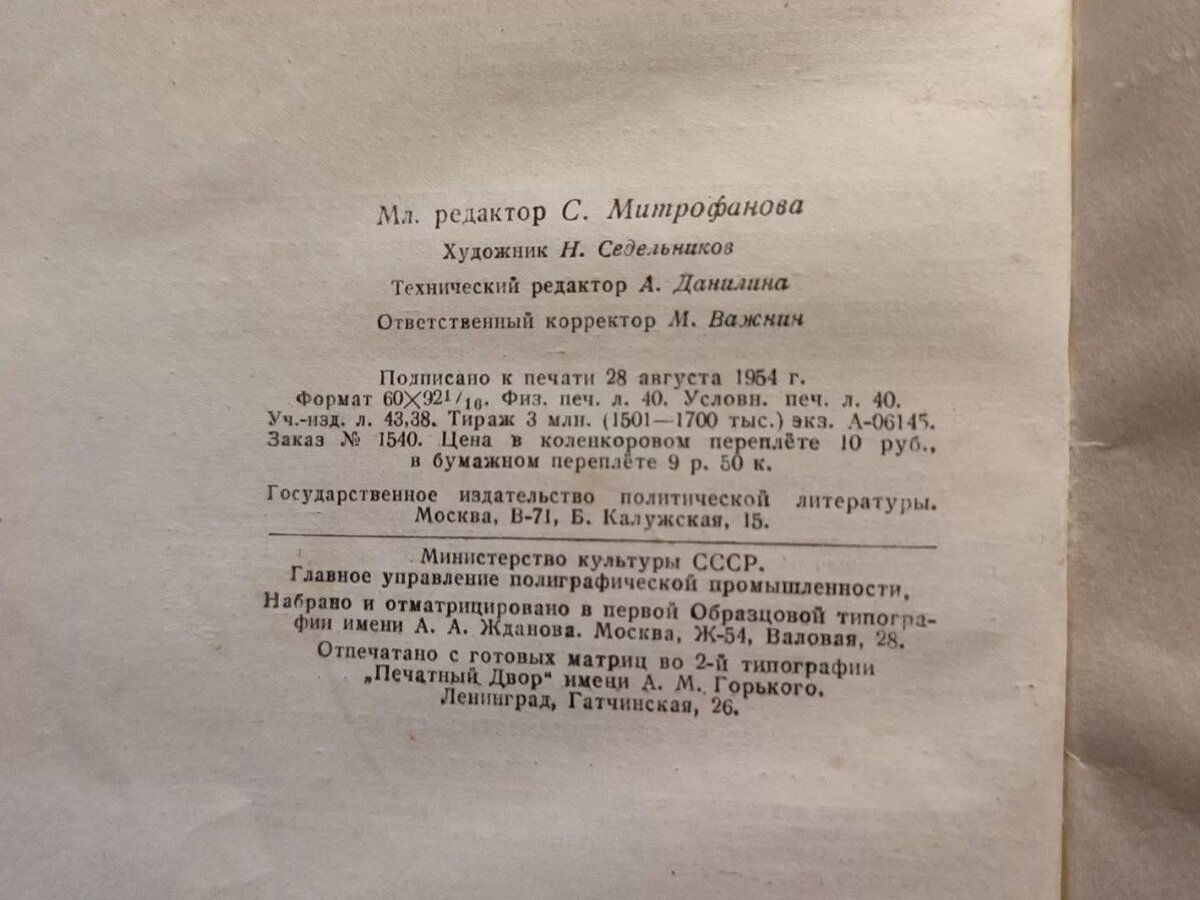 Мл. редактор С. Митрофанова
Художник Н. Седельников
Технический редактор А. Данилина
Ответственный корректор М. Важнин
Подписано к печати 28 августа 1954 г.
Формат 60×92¹/₁₆. Физ. печ. л. 40. Условн. печ. л. 40.
Уч.-изд. л. 43,38. Тираж 3 млн. (1501—1700 тыс.) экз. А-06145.
Заказ № 1540. Цена в коленкоровом переплёте 10 руб.,
в бумажном переплёте 9 р. 50 к.
Государственное издательство политической литературы.
Москва, В-71, Б. Калужская, 15.
Министерство культуры СССР.
Главное управление полиграфической промышленности.
Набрано и отматрицировано в первой Образцовой типогра-
фии имени А. А. Жданова. Москва, Ж-54, Валовая, 28.
Отпечатано с готовых матриц во 2-й типографии
„Печатный Двор“ имени А. М. Горького.
Ленинград, Гатчинская, 26.